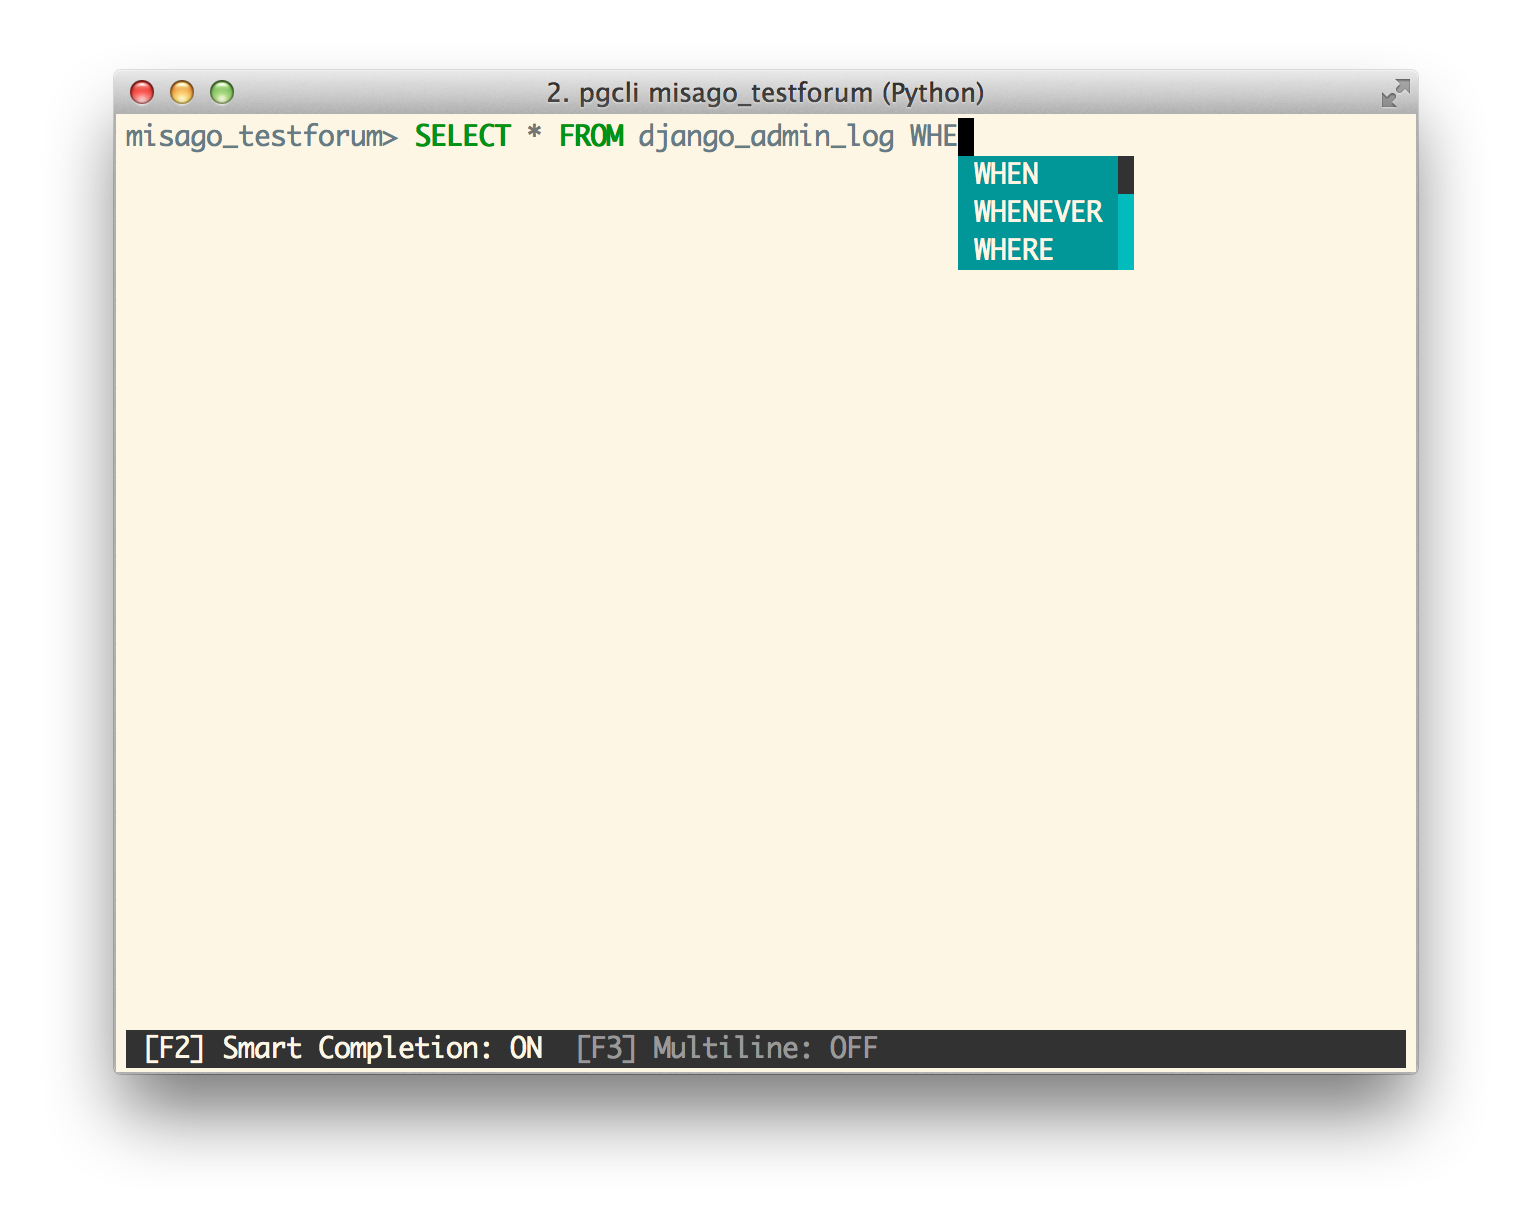 2. pgcli misago_testforum (Python)
misago_testforum> SELECT * FROM django_admin_log WHE
WHEN
WHENEVER
WHERE
[F2] Smart Completion: ON [F3] Multiline: OFF